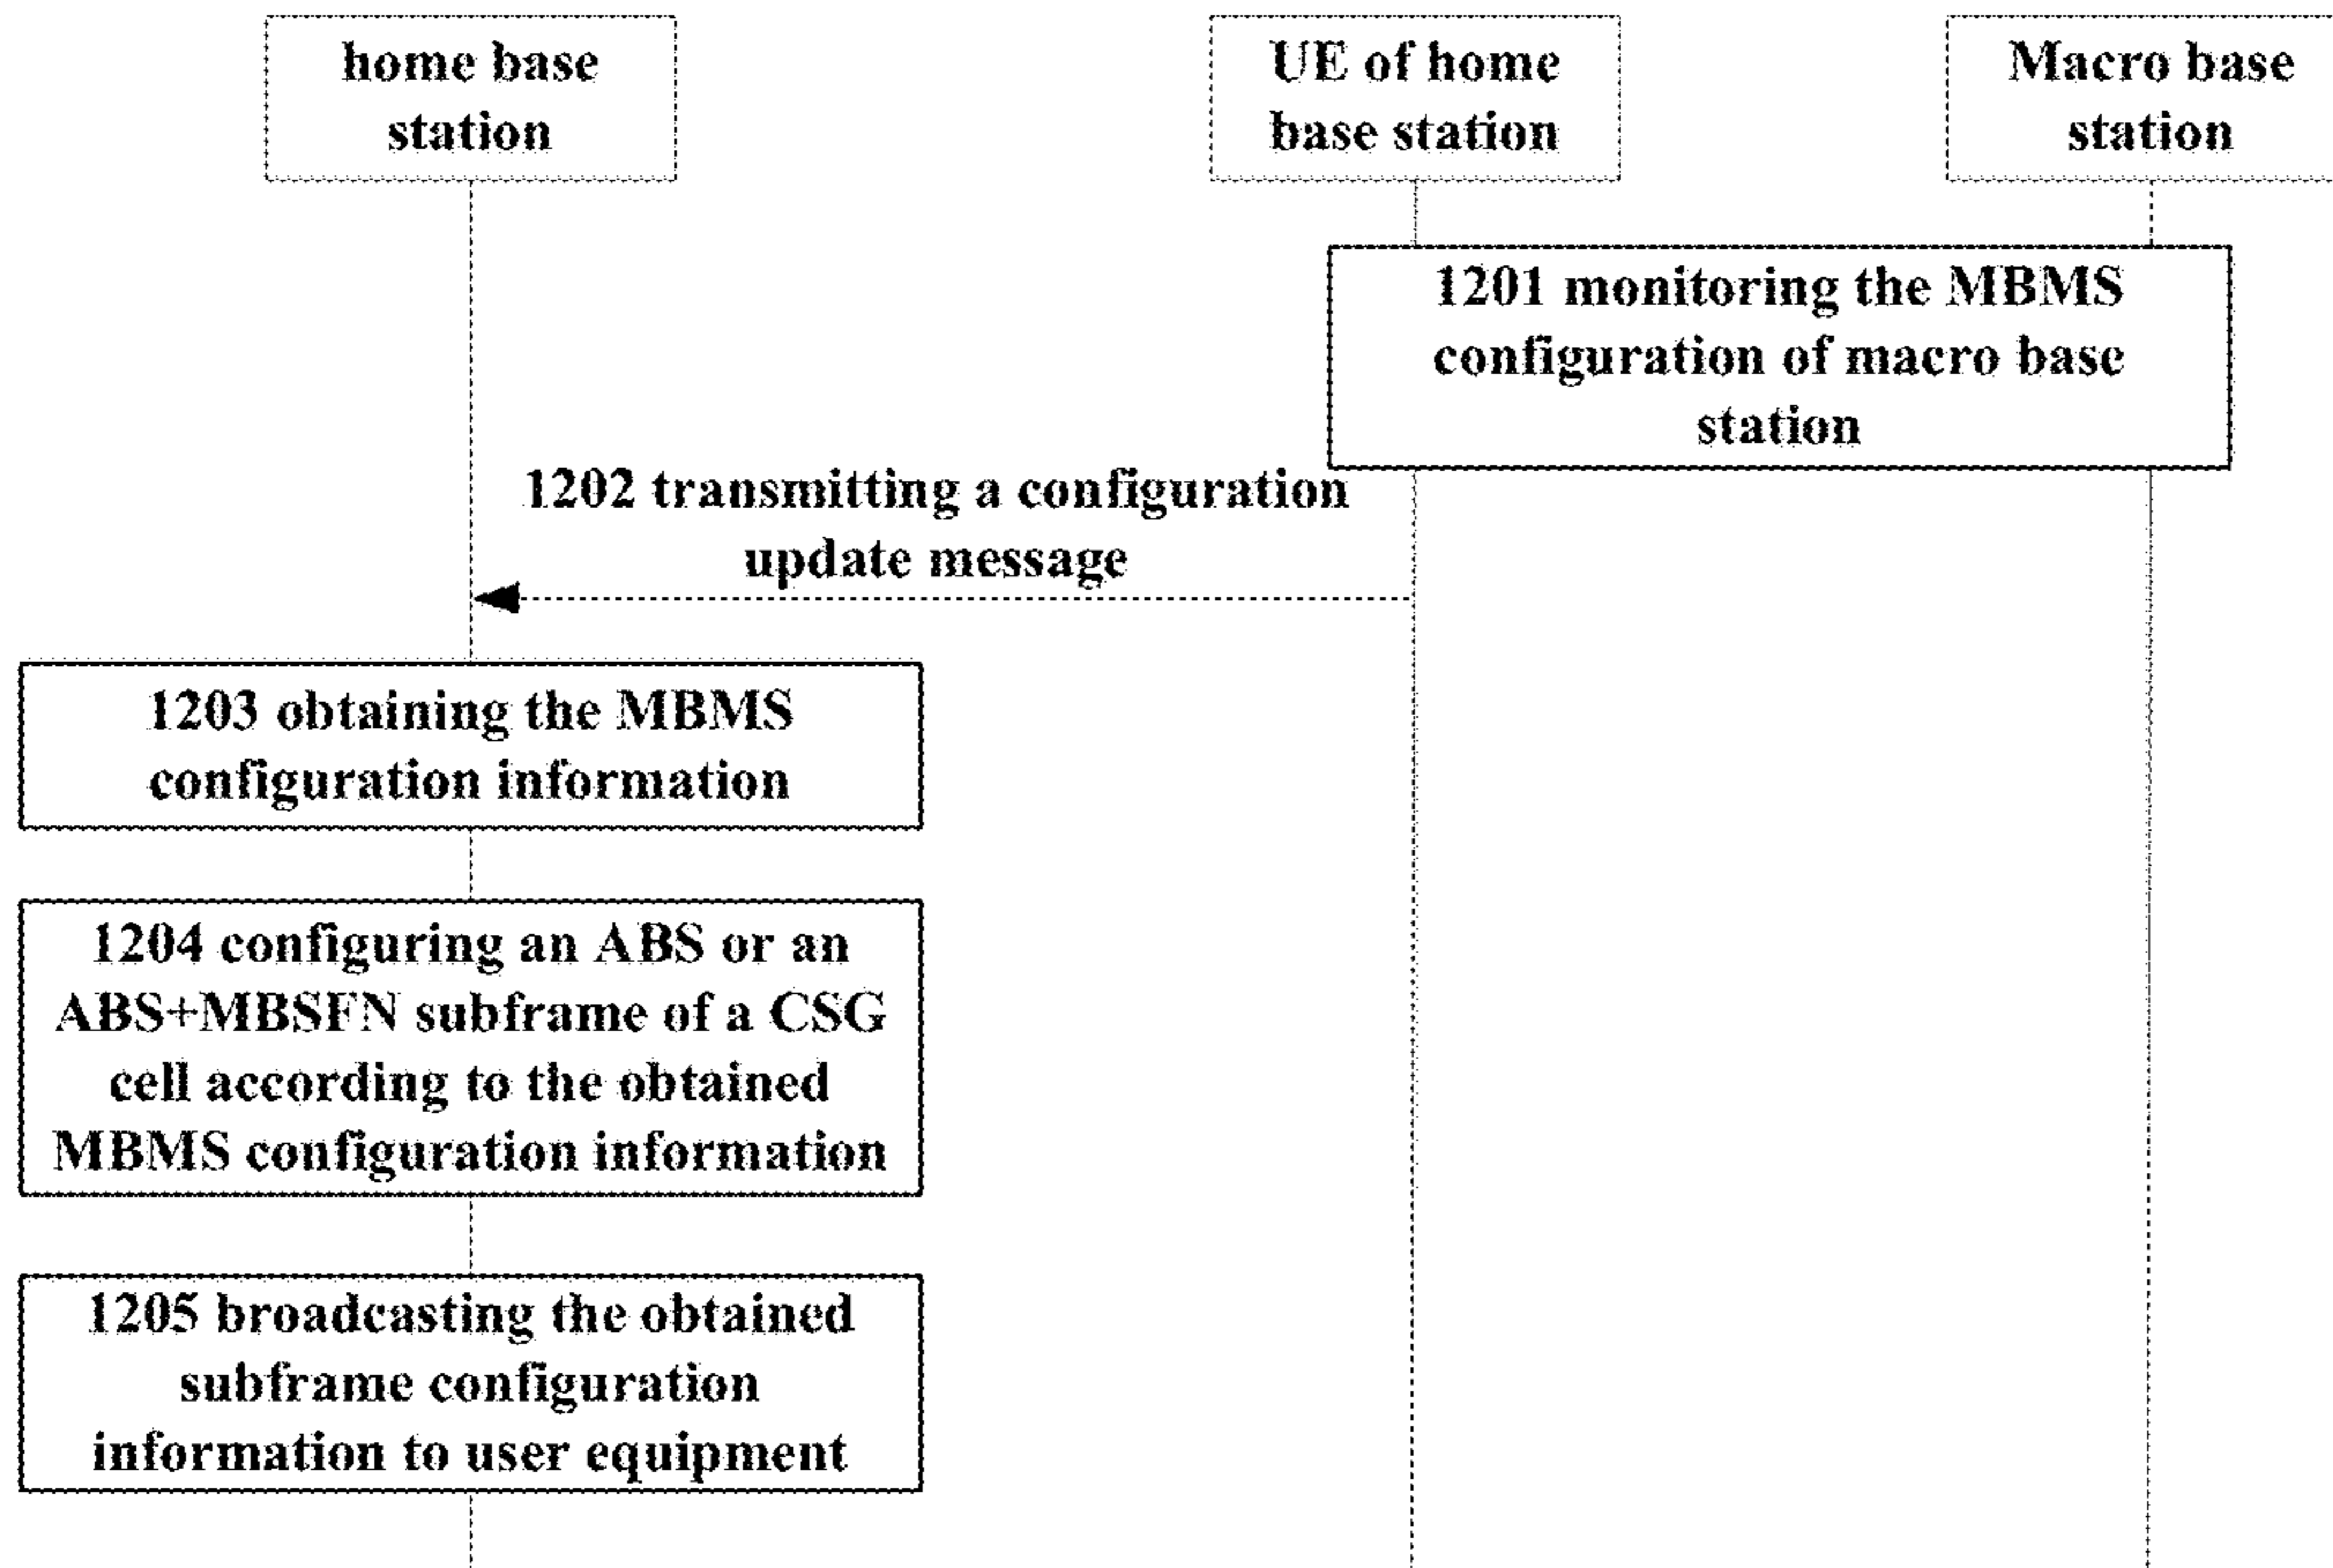 home base
station
UE of home
base station
Macro base
station
1201 monitoring the MBMS
configuration of macro base
station
1202 transmitting a configuration
update message
1203 obtaining the MBMS
configuration information
1204 configuring an ABS or an
ABS+MBSFN subframe of a CSG
cell according to the obtained
MBMS configuration information
1205 broadcasting the obtained
subframe configuration
information to user equipment